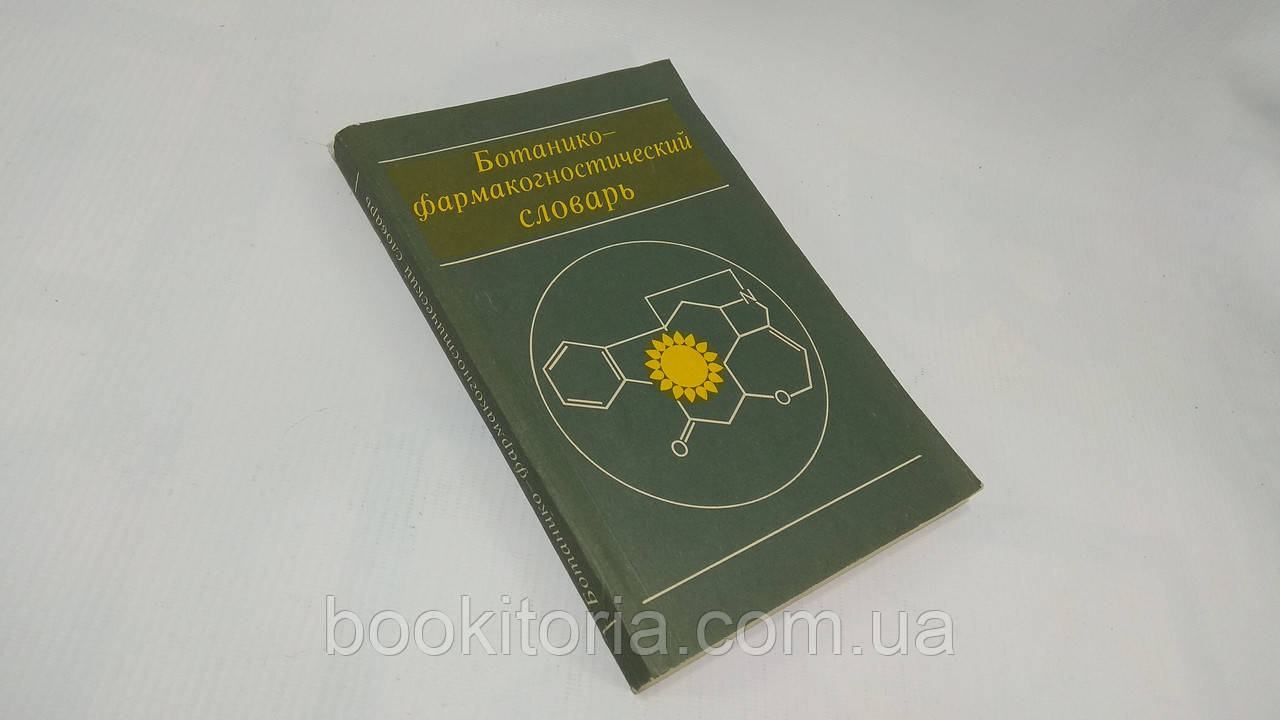 Ботанико–
фармакогностический
словарь
N
O
O
Ботанико-фармакогностический словарь
bookitoria.com.ua